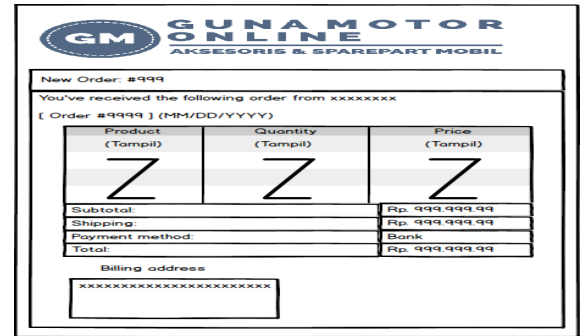 GM
GUNAMOTOR
ONLINE
AKSESORIS & SPAREPART MOBIL
New Order: #999
You've received the following order from xxxxxxxx
[ Order #9999 ] (MM/DD/YYYY)
Product Quantity Price
(Tampil) (Tampil) (Tampil)
Z Z Z
Subtotal: Rp. 999.999.99
Shipping: Rp. 999.999.99
Payment method: Bank
Total: Rp. 999.999.99
Billing address
xxxxxxxxxxxxxxxxxxxxxxx